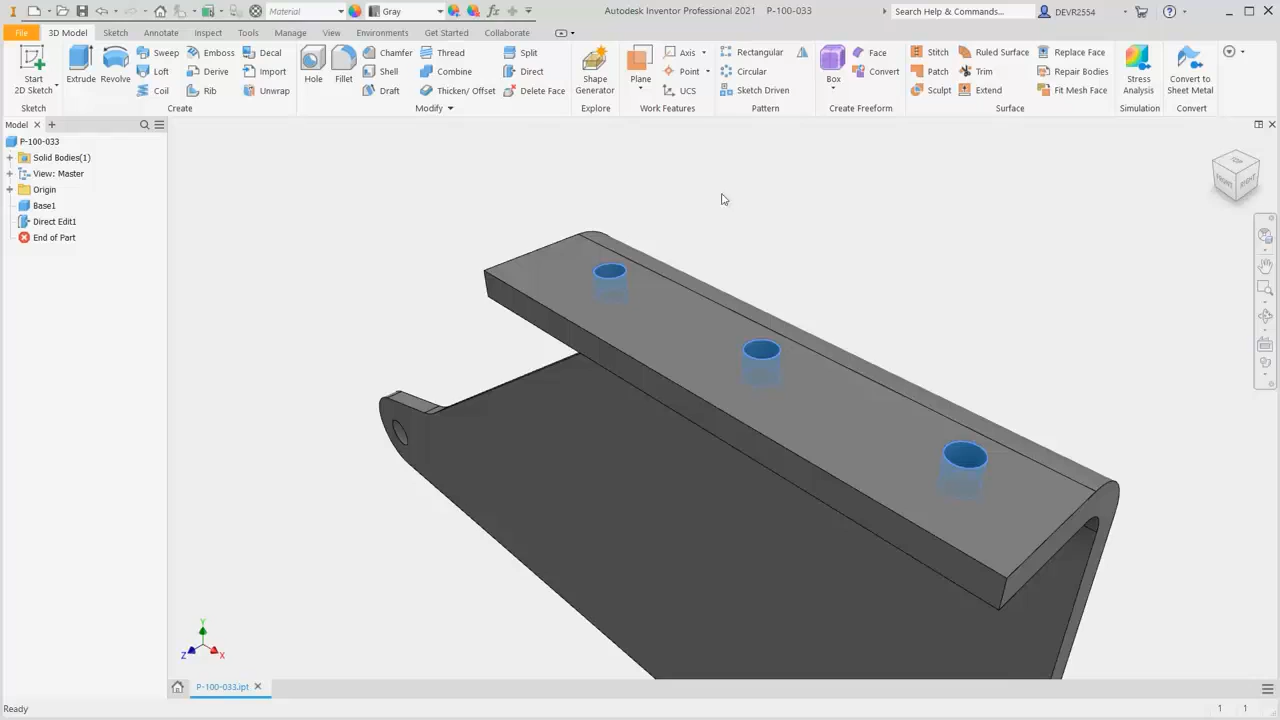 Material Gray fx Autodesk Inventor Professional 2021 P-100-033 Search Help & Commands... DEVR2554
File 3D Model Sketch Annotate Inspect Tools Manage View Environments Get Started Collaborate
Start 2D Sketch
Sketch
Extrude Revolve
Sweep Emboss Decal
Loft Derive Import
Coil Rib Unwrap
Create
Hole Fillet
Chamfer Thread Split
Shell Combine Direct
Draft Thicken/ Offset Delete Face
Modify
Shape Generator
Explore
Plane
Axis
Point
UCS
Work Features
Rectangular
Circular
Sketch Driven
Pattern
Box
Face
Convert
Create Freeform
Stitch Ruled Surface Replace Face
Patch Trim Repair Bodies
Sculpt Extend Fit Mesh Face
Surface
Stress Analysis
Simulation
Convert to Sheet Metal
Convert
Model
P-100-033
Solid Bodies(1)
View: Master
Origin
Base1
Direct Edit1
End of Part
TOP
FRONT
RIGHT
Y
Z
X
P-100-033.ipt
Ready
1 1